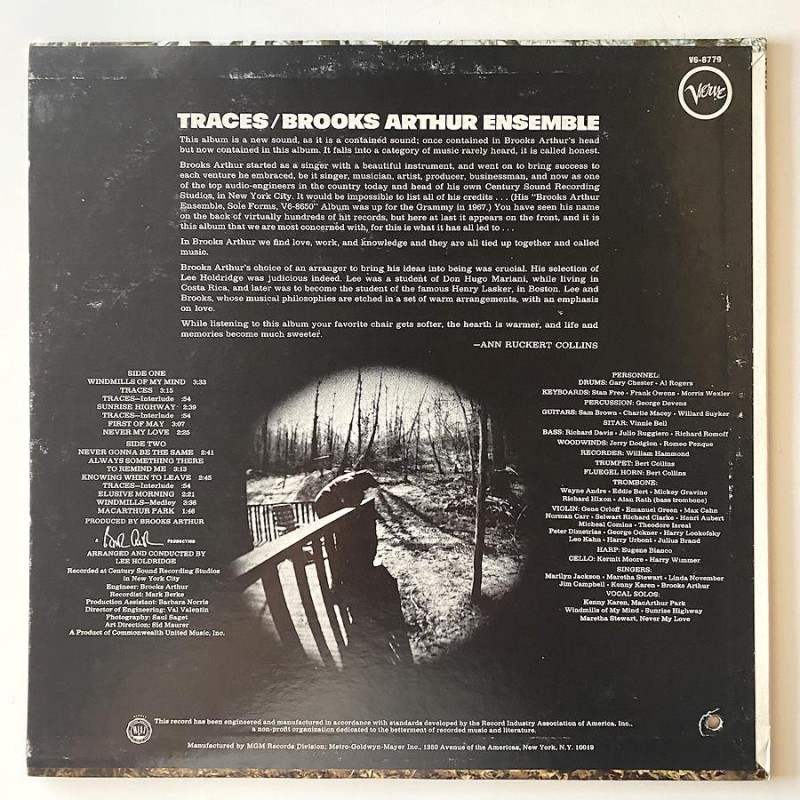 V6-8779
Verve
TRACES/BROOKS ARTHUR ENSEMBLE
This album is a new sound, as it is a contained sound; once contained in Brooks Arthur's head
but now contained in this album. It falls into a category of music rarely heard, it is called honest.
Brooks Arthur started as a singer with a beautiful instrument, and went on to bring success to
each venture he embraced, be it singer, musician, artist, producer, businessman, and now as one
of the top audio-engineers in the country today and head of his own Century Sound Recording
Studios, in New York City. It would be impossible to list all of his credits . . . (His "Brooks Arthur
Ensemble, Sole Forms, V6-8650" Album was up for the Grammy in 1967.) You have seen his name
on the back of virtually hundreds of hit records, but here at last it appears on the front, and it is
this album that we are most concerned with, for this is what it has all led to . . .
In Brooks Arthur we find love, work, and knowledge and they are all tied up together and called
music.
Brooks Arthur's choice of an arranger to bring his ideas into being was crucial. His selection of
Lee Holdridge was judicious indeed. Lee was a student of Don Hugo Mariani, while living in
Costa Rica, and later was to become the student of the famous Henry Lasker, in Boston. Lee and
Brooks, whose musical philosophies are etched in a set of warm arrangements, with an emphasis
on love.
While listening to this album your favorite chair gets softer, the hearth is warmer, and life and
memories become much sweeter.
—ANN RUCKERT COLLINS
SIDE ONE
WINDMILLS OF MY MIND 3:33
TRACES 3:15
TRACES—Interlude :54
SUNRISE HIGHWAY 2:39
TRACES—Interlude :54
FIRST OF MAY 3:07
NEVER MY LOVE 2:25
SIDE TWO
NEVER GONNA BE THE SAME 2:41
ALWAYS SOMETHING THERE
TO REMIND ME 3:13
KNOWING WHEN TO LEAVE 2:45
TRACES—Interlude :54
ELUSIVE MORNING 2:21
WINDMILLS—Medley 3:36
MACARTHUR PARK 1:46
PRODUCED BY BROOKS ARTHUR
A PRODUCTION
ARRANGED AND CONDUCTED BY
LEE HOLDRIDGE
Recorded at Century Sound Recording Studios
in New York City
Engineer: Brooks Arthur
Recordist: Mark Berke
Production Assistant: Barbara Norris
Director of Engineering: Val Valentin
Photography: Saul Saget
Art Direction: Sid Maurer
A Product of Commonwealth United Music, Inc.
PERSONNEL:
DRUMS: Gary Chester • Al Rogers
KEYBOARDS: Stan Free • Frank Owens • Morris Wexler
PERCUSSION: George Devens
GUITARS: Sam Brown • Charlie Macey • Willard Suyker
SITAR: Vinnie Bell
BASS: Richard Davis • Julio Ruggiero • Richard Romoff
WOODWINDS: Jerry Dodgion • Romeo Penque
RECORDER: William Hammond
TRUMPET: Bert Collins
FLUEGEL HORN: Bert Collins
TROMBONE:
Wayne Andre • Eddie Bert • Mickey Gravine
Richard Hixon • Alan Rath (bass trombone)
VIOLIN: Gene Orloff • Emanuel Green • Max Cahn
Norman Carr • Selwart Richard Clarke • Henri Aubert
Micheal Comins • Theodore Isreal
Peter Dimetrias • George Ockner • Harry Lookofsky
Leo Kahn • Harry Urbont • Julius Brand
HARP: Eugene Bianco
CELLO: Kermit Moore • Harry Wimmer
SINGERS:
Marilyn Jackson • Maretha Stewart • Linda November
Jim Campbell • Kenny Karen • Brooks Arthur
VOCAL SOLOS:
Kenny Karen, MacArthur Park
Windmills of My Mind • Sunrise Highway
Maretha Stewart, Never My Love
This record has been engineered and manufactured in accordance with standards developed by the Record Industry Association of America, Inc.,
a non-profit organization dedicated to the betterment of recorded music and literature.
Manufactured by MGM Records Division; Metro-Goldwyn-Mayer Inc., 1350 Avenue of the Americas, New York, N.Y. 10019